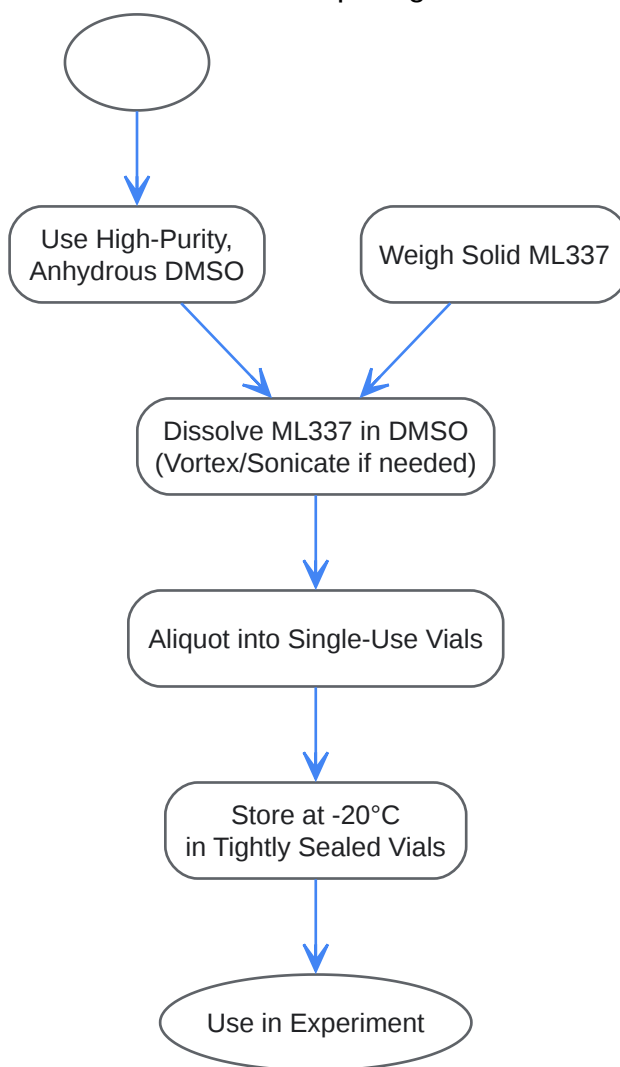 Use High-Purity,
Anhydrous DMSO
Weigh Solid ML337
Dissolve ML337 in DMSO
(Vortex/Sonicate if needed)
Aliquot into Single-Use Vials
Store at -20°C
in Tightly Sealed Vials
Use in Experiment